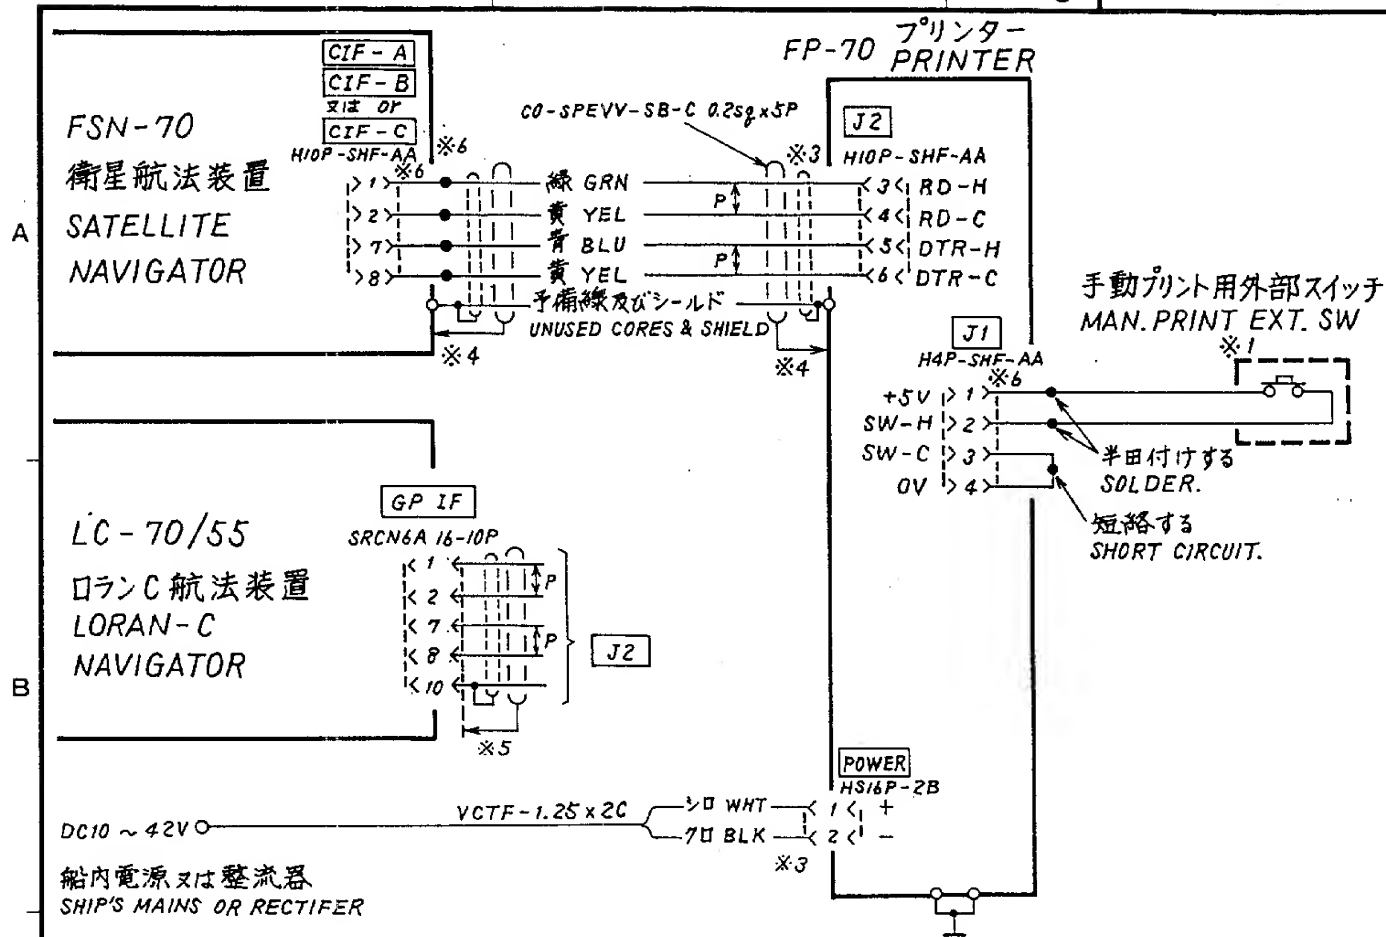 プリンター
FP-70 PRINTER
CIF-A
CIF-B
又は or
CIF-C
H10P-SHF-AA
※6
※6
FSN-70
衛星航法装置
SATELLITE
NAVIGATOR
1
2
7
8
CO-SPEVV-SB-C 0.2sq×5P
※3
J2
H10P-SHF-AA
緑 GRN
黄 YEL
青 BLU
黄 YEL
P
P
3 RD-H
4 RD-C
5 DTR-H
6 DTR-C
予備線及びシールド
UNUSED CORES & SHIELD
※4
※4
A
手動プリント用外部スイッチ
MAN. PRINT EXT. SW
※1
J1
H4P-SHF-AA
※6
+5V 1
SW-H 2
SW-C 3
0V 4
半田付けする
SOLDER.
短絡する
SHORT CIRCUIT.
GP IF
SRCN6A 16-10P
LC-70/55
ロランC航法装置
LORAN-C
NAVIGATOR
1
2
7
8
10
P
P
J2
※5
B
POWER
HS16P-2B
DC10~42V
VCTF-1.25×2C
シロ WHT 1 +
クロ BLK 2 -
※3
船内電源又は整流器
SHIP'S MAINS OR RECTIFER